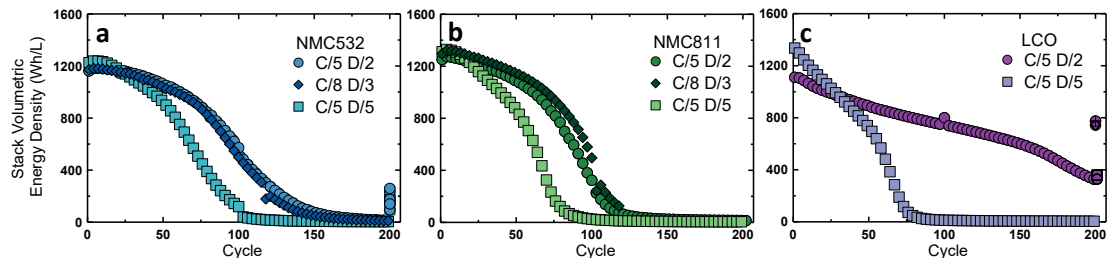 Stack Volumetric
Energy Density (Wh/L)
a
NMC532
C/5 D/2
C/8 D/3
C/5 D/5
1600
1200
800
400
0
0 50 100 150 200
Cycle
b
NMC811
C/5 D/2
C/8 D/3
C/5 D/5
1600
1200
800
400
0
0 50 100 150 200
Cycle
c
LCO
C/5 D/2
C/5 D/5
1600
1200
800
400
0
0 50 100 150 200
Cycle